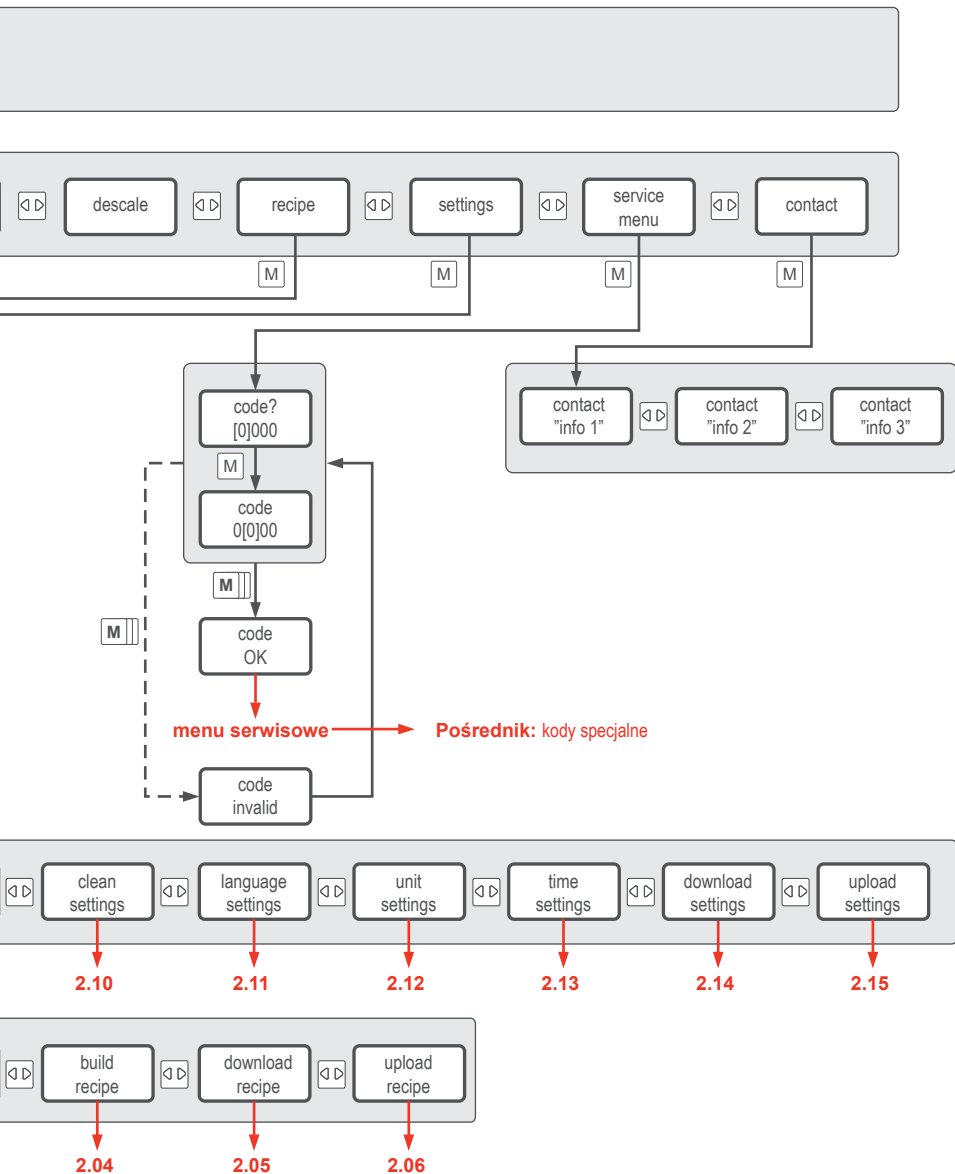 descale
recipe
settings
service
menu
contact
M
M
M
M
code?
[0]000
M
code
0[0]00
contact
"info 1"
contact
"info 2"
contact
"info 3"
M
M
code
OK
menu serwisowe
Pośrednik: kody specjalne
code
invalid
clean
settings
language
settings
unit
settings
time
settings
download
settings
upload
settings
2.10
2.11
2.12
2.13
2.14
2.15
build
recipe
download
recipe
upload
recipe
2.04
2.05
2.06